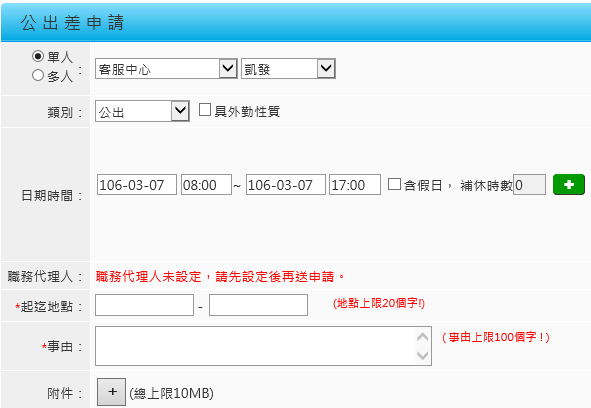 公出差申請
單人
多人 :
客服中心 凱發
類別 : 公出 具外勤性質
日期時間 : 106-03-07 08:00 ~ 106-03-07 17:00 含假日, 補休時數 0 +
職務代理人 : 職務代理人未設定,請先設定後再送申請。
*起迄地點 : - (地點上限20個字!)
*事由 : (事由上限100個字!)
附件 : + (總上限10MB)